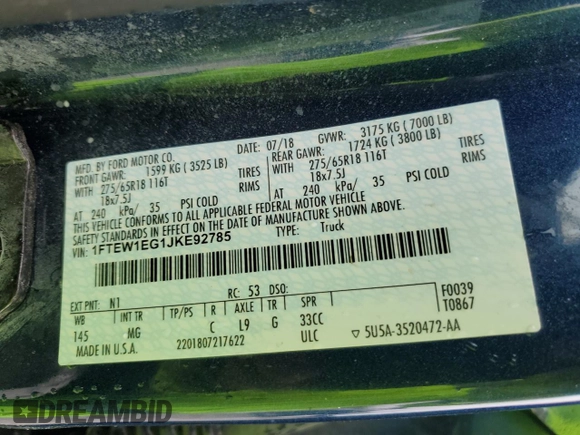 MFD. BY FORD MOTOR CO.
DATE: 07/18 GVWR: 3175 KG ( 7000 LB)
FRONT GAWR: 1599 KG ( 3525 LB)
REAR GAWR: 1724 KG ( 3800 LB)
WITH 275/65R18 116T TIRES
275/65R18 116T TIRES
18x7.5J RIMS
18x7.5J RIMS
AT 240 kPa/ 35 PSI COLD
AT 240 kPa/ 35 PSI COLD
THIS VEHICLE CONFORMS TO ALL APPLICABLE FEDERAL MOTOR VEHICLE
SAFETY STANDARDS IN EFFECT ON THE DATE OF MANUFACTURE SHOWN ABOVE.
VIN: 1FTEW1EG1JKE92785
TYPE: Truck
EXT PNT: N1 RC: 53 DSO: F0039
WB INT TR TP/PS R AXLE TR SPR T0867
145 MG C L9 G 33CC
MADE IN U.S.A. 2201807217622 ULC ▽ 5U5A-3520472-AA
DREAMBID